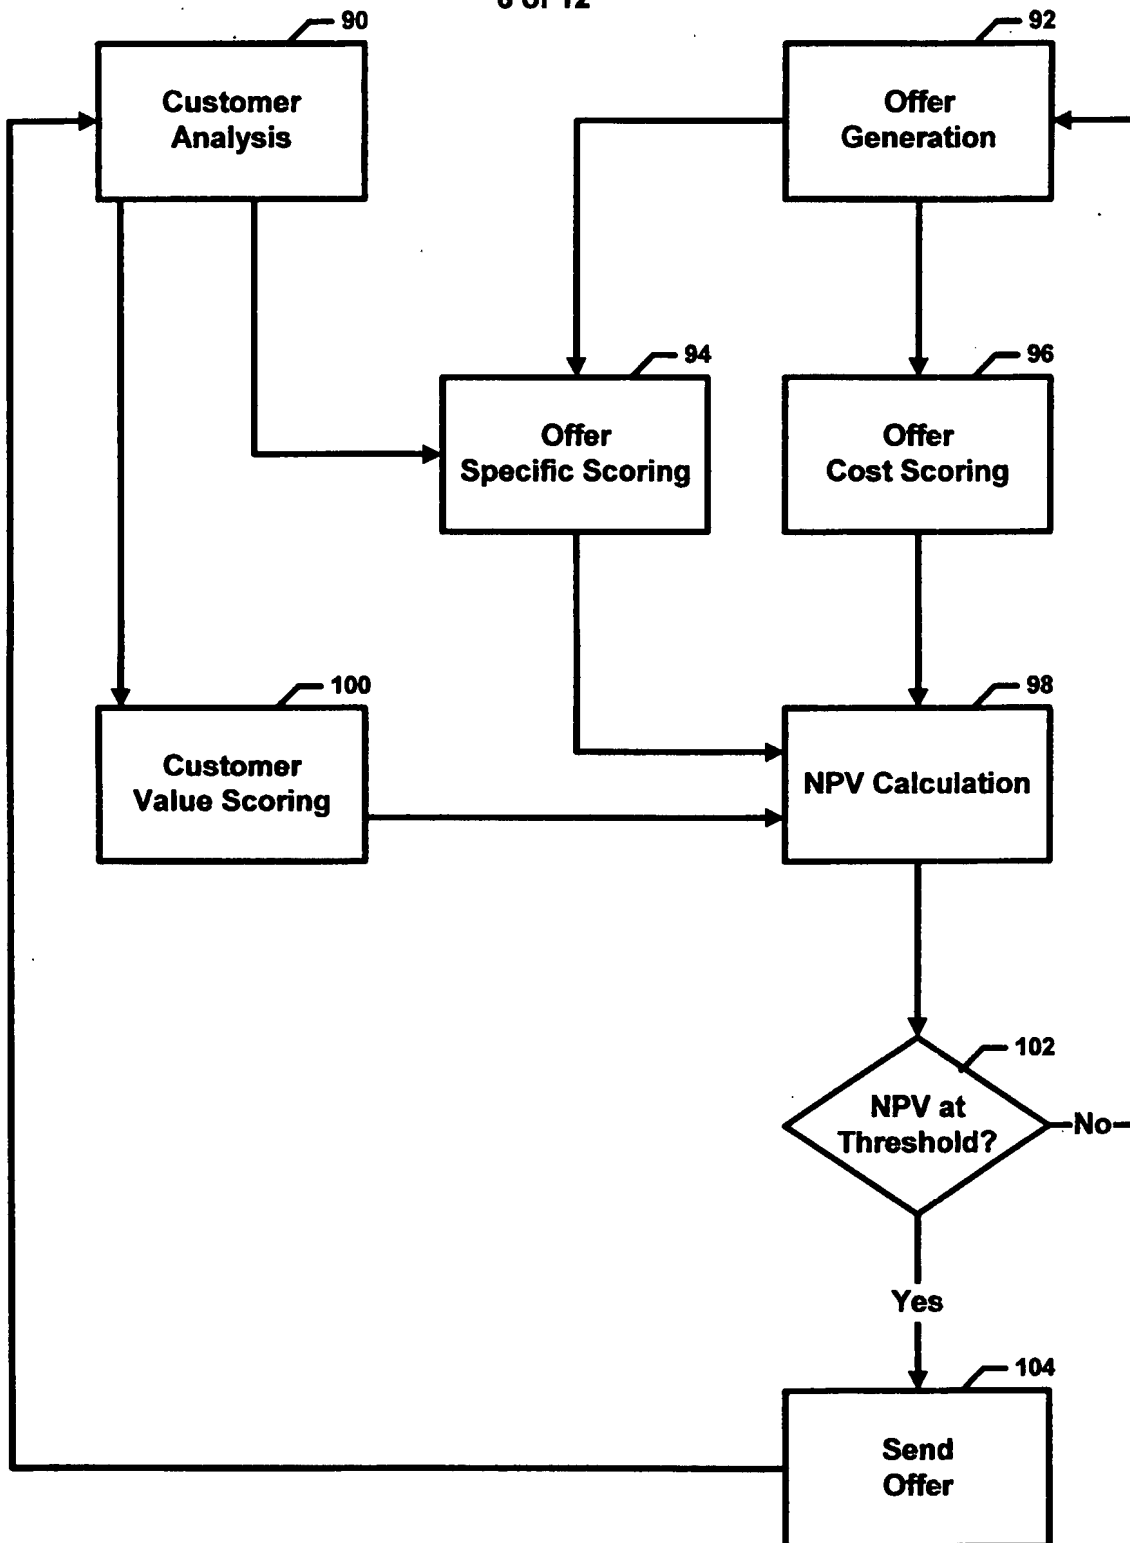 90
Customer
Analysis
92
Offer
Generation
94
Offer
Specific Scoring
96
Offer
Cost Scoring
100
Customer
Value Scoring
98
NPV Calculation
102
NPV at
Threshold?
No
Yes
104
Send
Offer